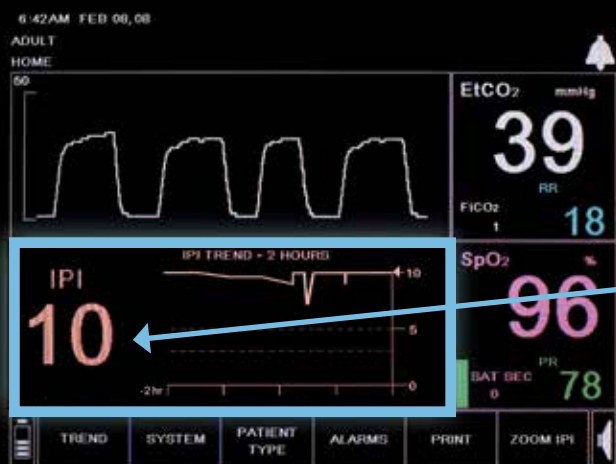 6:42AM FEB 08,08
ADULT
HOME
50
EtCO2 mmHg
39
RR
FiCO2
1
18
IPI
10
IPI TREND - 2 HOURS
10
5
0
-2hr
SpO2 %
96
SAT SEC
0
PR
78
TREND
SYSTEM
PATIENT
TYPE
ALARMS
PRINT
ZOOM IPI